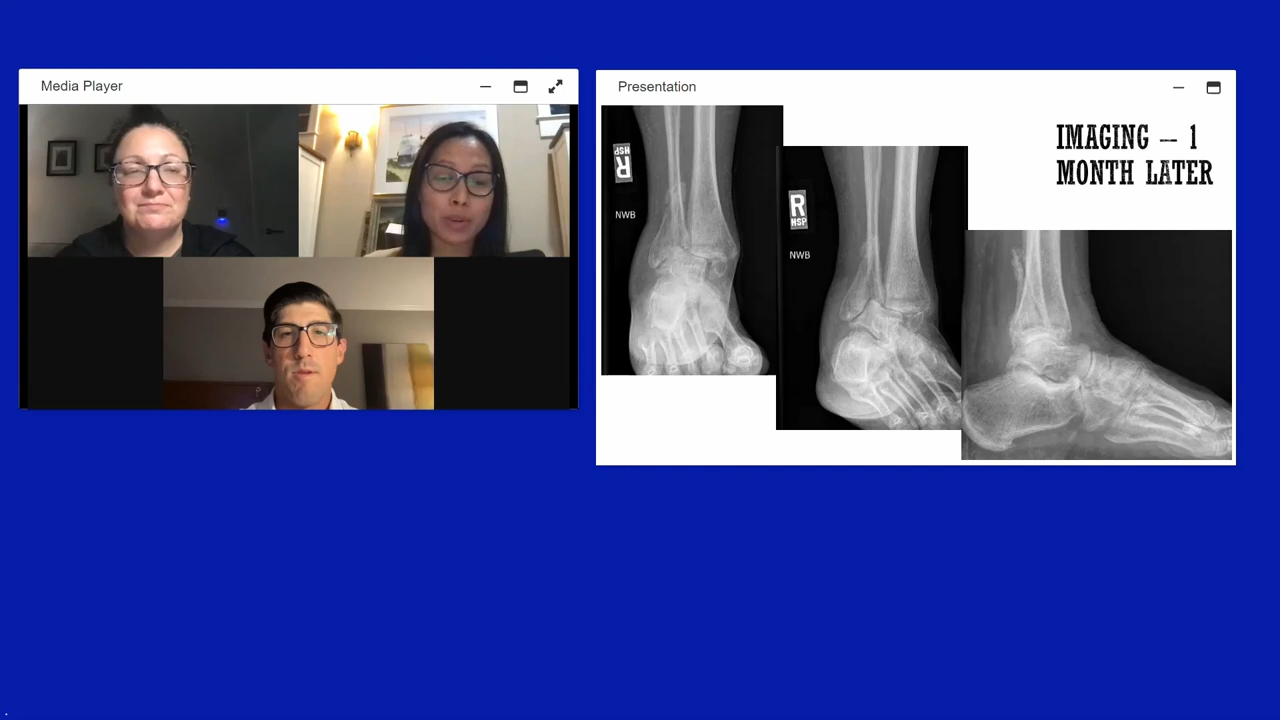 Media Player
Presentation
IMAGING — 1
MONTH LATER
R
HSP
NWB
R
HSP
NWB